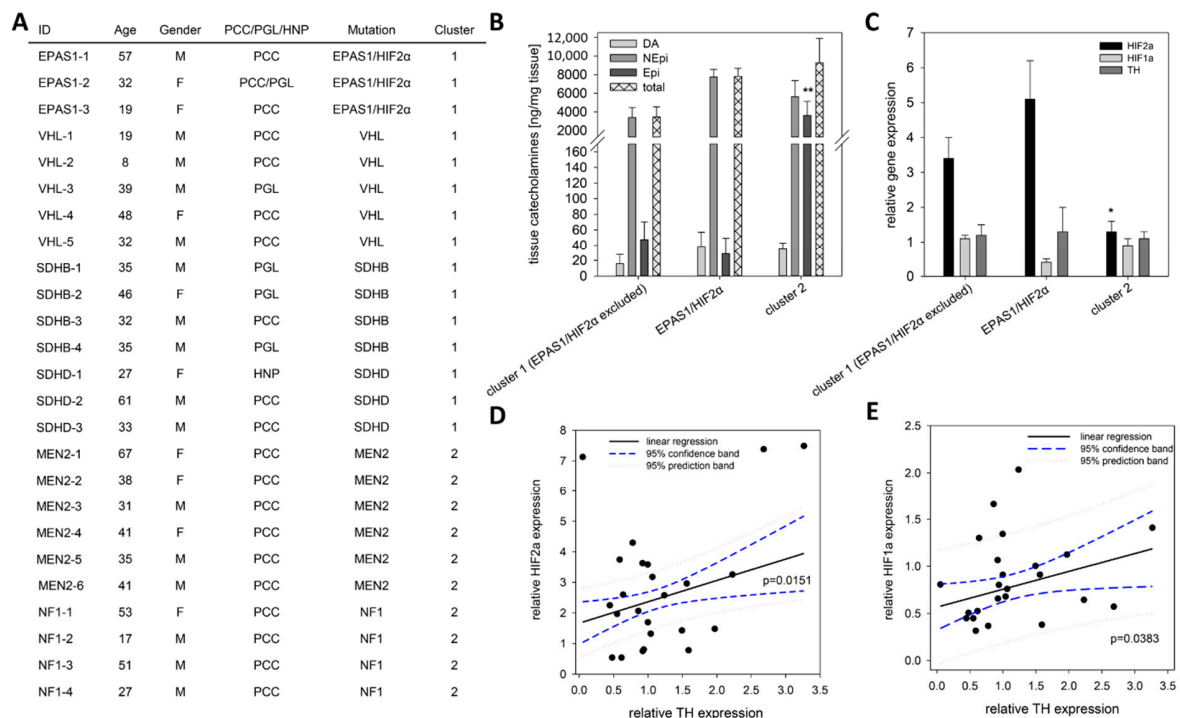 A
ID Age Gender PCC/PGL/HNP Mutation Cluster
EPAS1-1 57 M PCC EPAS1/HIF2α 1
EPAS1-2 32 F PCC/PGL EPAS1/HIF2α 1
EPAS1-3 19 F PCC EPAS1/HIF2α 1
VHL-1 19 M PCC VHL 1
VHL-2 8 M PCC VHL 1
VHL-3 39 M PGL VHL 1
VHL-4 48 F PCC VHL 1
VHL-5 32 M PCC VHL 1
SDHB-1 35 M PGL SDHB 1
SDHB-2 46 F PGL SDHB 1
SDHB-3 32 M PCC SDHB 1
SDHB-4 35 M PGL SDHB 1
SDHD-1 27 F HNP SDHD 1
SDHD-2 61 M PCC SDHD 1
SDHD-3 33 M PCC SDHD 1
MEN2-1 67 F PCC MEN2 2
MEN2-2 38 F PCC MEN2 2
MEN2-3 31 M PCC MEN2 2
MEN2-4 41 F PCC MEN2 2
MEN2-5 35 M PCC MEN2 2
MEN2-6 41 M PCC MEN2 2
NF1-1 53 F PCC NF1 2
NF1-2 17 M PCC NF1 2
NF1-3 51 M PCC NF1 2
NF1-4 27 M PCC NF1 2
B
tissue catecholamines [ng/mg tissue]
12,000
10,000
8000
6000
4000
2000
160
140
120
100
80
60
40
20
0
DA
NEpi
Epi
total
**
cluster 1 (EPAS1/HIF2α excluded)
EPAS1/HIF2α
cluster 2
C
relative gene expression
7
6
5
4
3
2
1
0
HIF2a
HIF1a
TH
*
cluster 1 (EPAS1/HIF2α excluded)
EPAS1/HIF2α
cluster 2
D
relative HIF2a expression
8
7
6
5
4
3
2
1
0
linear regression
95% confidence band
95% prediction band
p=0.0151
0.0 0.5 1.0 1.5 2.0 2.5 3.0 3.5
relative TH expression
E
relative HIF1a expression
2.5
2.0
1.5
1.0
0.5
0.0
linear regression
95% confidence band
95% prediction band
p=0.0383
0.0 0.5 1.0 1.5 2.0 2.5 3.0 3.5
relative TH expression